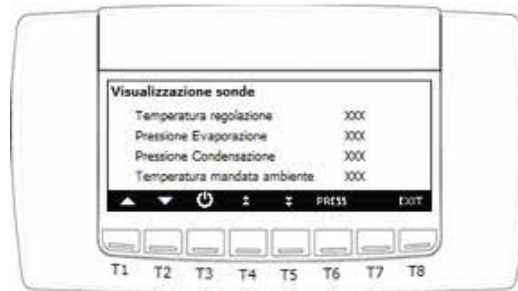 Visualizzazione sonde
Temperatura regolazione XXX
Pressione Evaporazione XXX
Pressione Condensazione XXX
Temperatura mandata ambiente XXX
PRESS EXIT
T1 T2 T3 T4 T5 T6 T7 T8